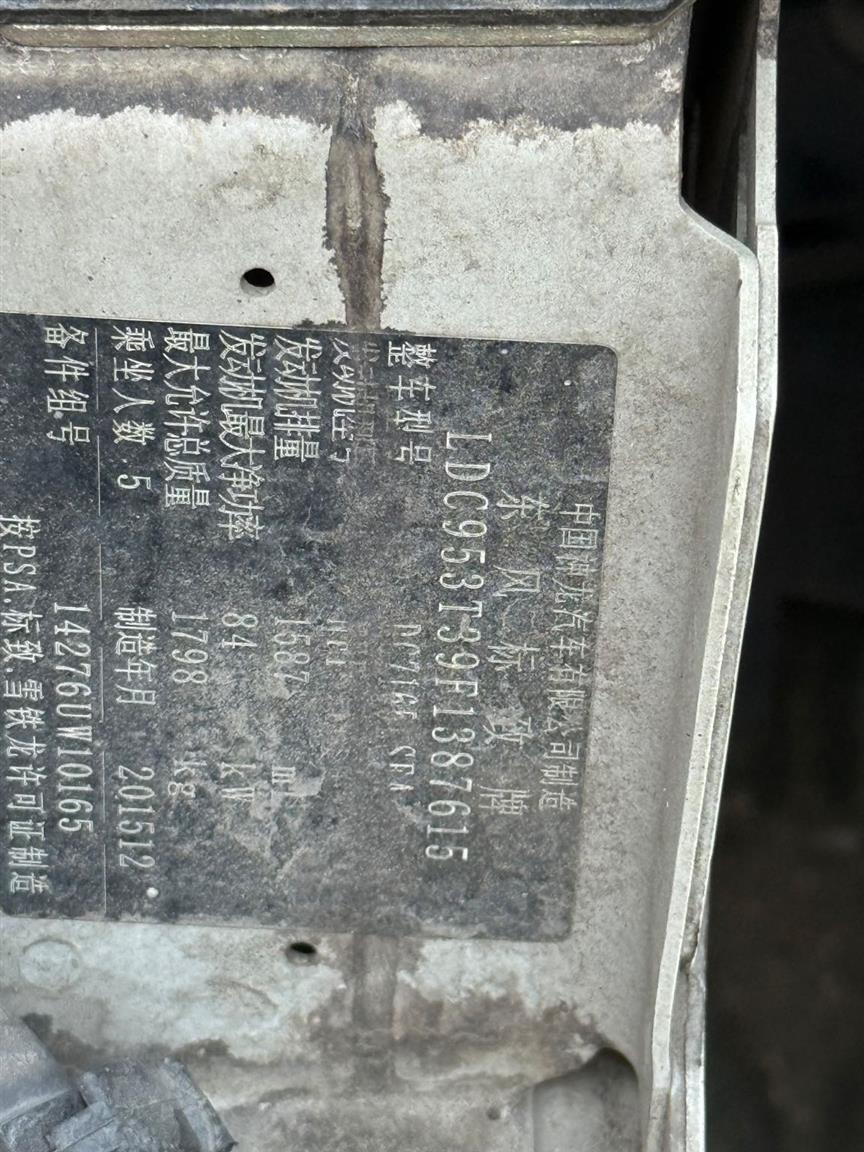 中国神龙汽车有限公司制造
东风标致牌
LDC953T39F1387615
整车型号
发动机排量 1587
发动机最大净功率 84 kW
最大允许总质量 1798 kg
乘坐人数 5 制造年月 201512
备件组号 14276UW10165
按PSA.标致.雪铁龙许可证制造